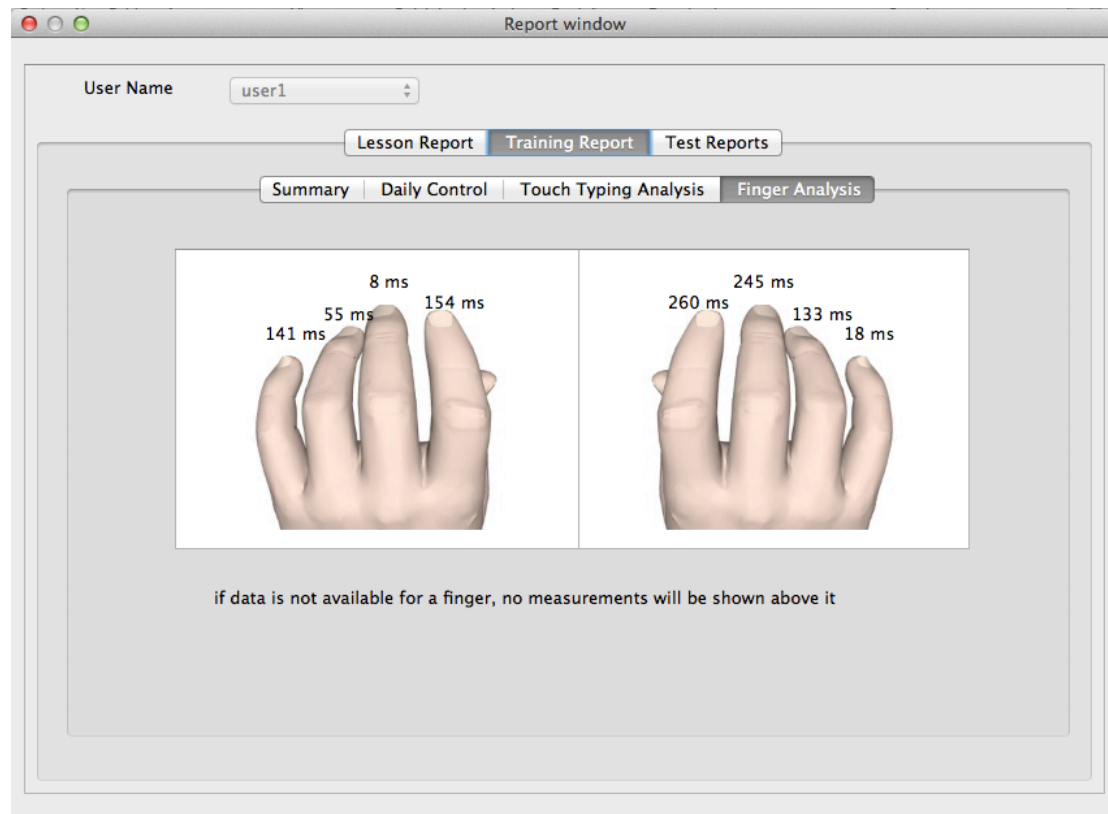 Report window
User Name user1
Lesson Report Training Report Test Reports
Summary Daily Control Touch Typing Analysis Finger Analysis
8 ms 245 ms
154 ms 260 ms
55 ms 133 ms
141 ms 18 ms
if data is not available for a finger, no measurements will be shown above it